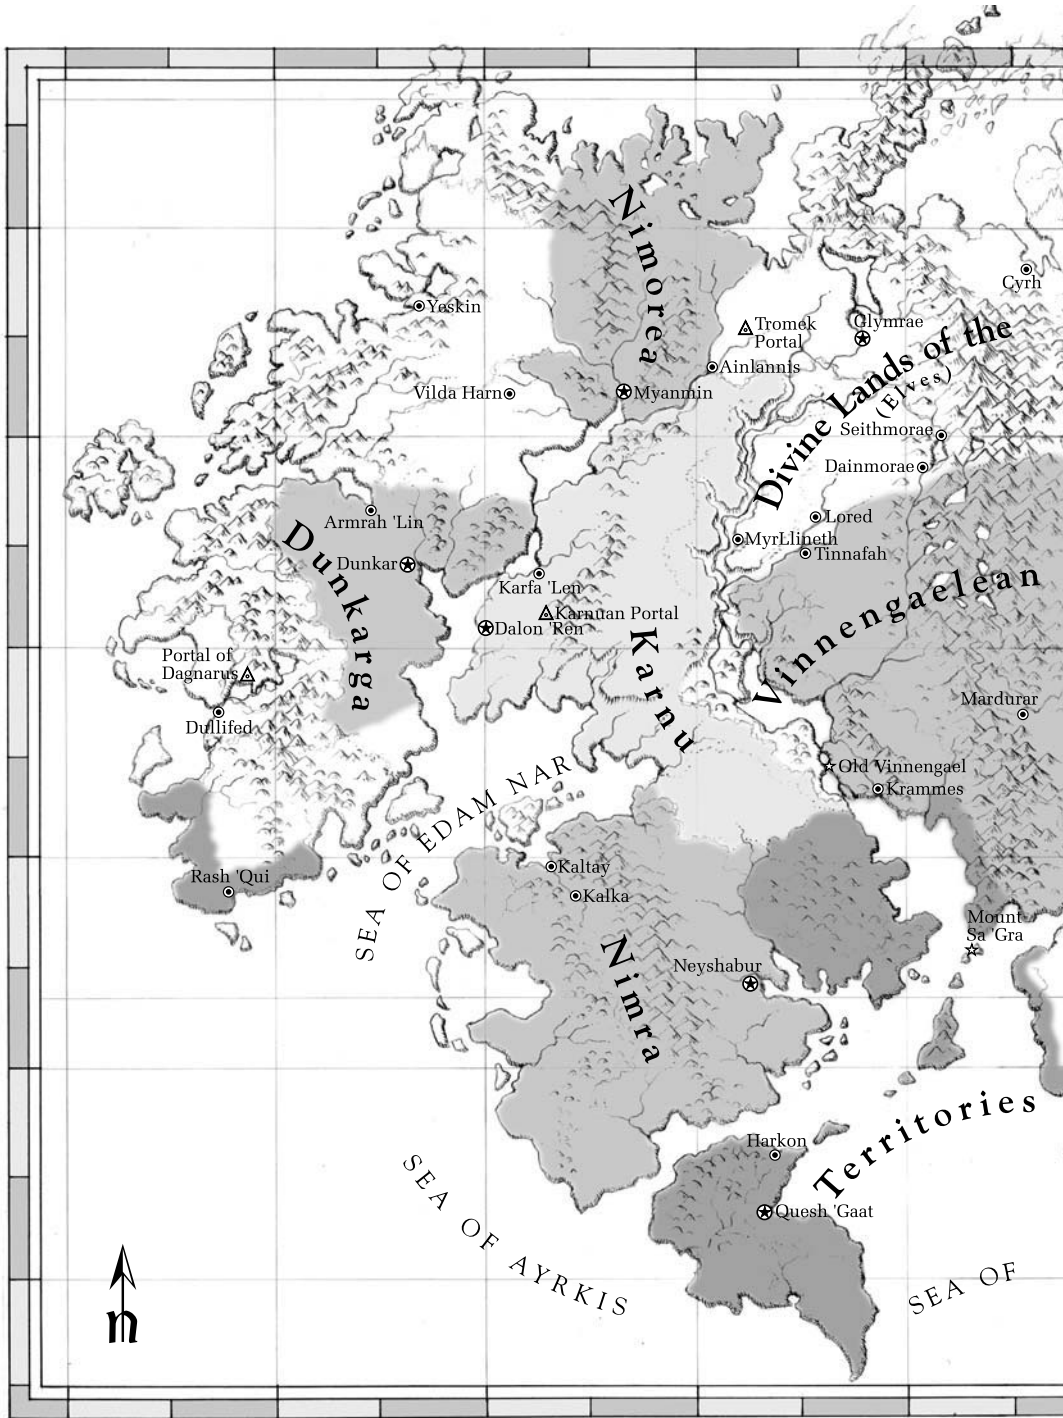 Nimorea
Cyrh
Yeskin
Tromek
Portal
Glymrae
Divine Lands of the
(Elves)
Ainlannis
Vilda Harn
Myanmin
Seithmorae
Dainmorae
Armrah 'Lin
Lored
MyrLlineth
Tinnafah
Dunkarga
Dunkar
Karfa 'Len
Karnuan Portal
Dalon 'Ren
Karnu
Vinnengaelean
Portal of
Dagnarus
Dullifed
Mardurar
Old Vinnengael
Krammes
SEA OF EDAM NAR
Kaltay
Rash 'Qui
Kalka
Mount
Sa 'Gra
Nimra
Neyshabur
Territories
Harkon
Quesh 'Gaat
SEA OF AYRKIS
SEA OF
n